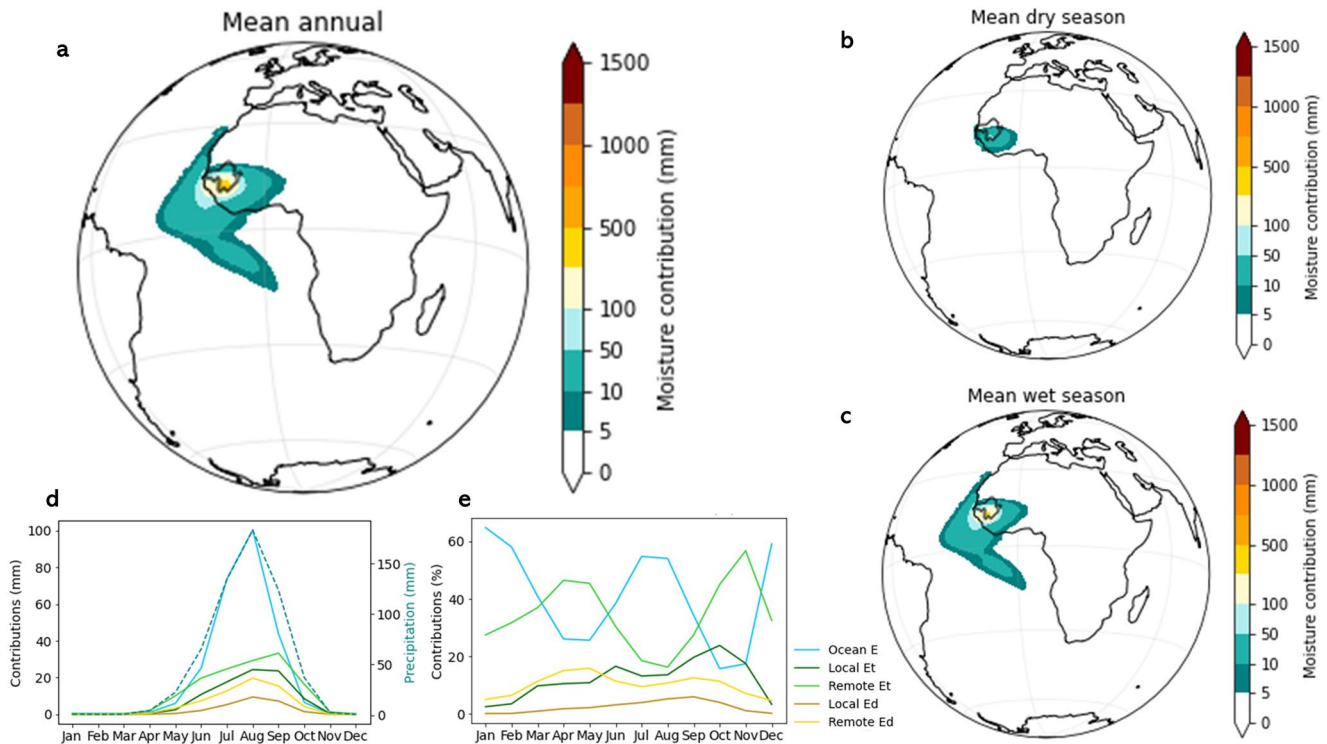 Mean annual
a
1500
1000
500
100
50
10
5
0
Moisture contribution (mm)
b
Mean dry season
1500
1000
500
100
50
10
5
0
Moisture contribution (mm)
c
Mean wet season
1500
1000
500
100
50
10
5
0
Moisture contribution (mm)
d
100
80
60
40
20
0
Contributions (mm)
150
100
50
0
Precipitation (mm)
Jan Feb Mar Apr May Jun Jul Aug Sep Oct Nov Dec
e
60
40
20
0
Contributions (%)
Jan Feb Mar Apr May Jun Jul Aug Sep Oct Nov Dec
Ocean E
Local Et
Remote Et
Local Ed
Remote Ed